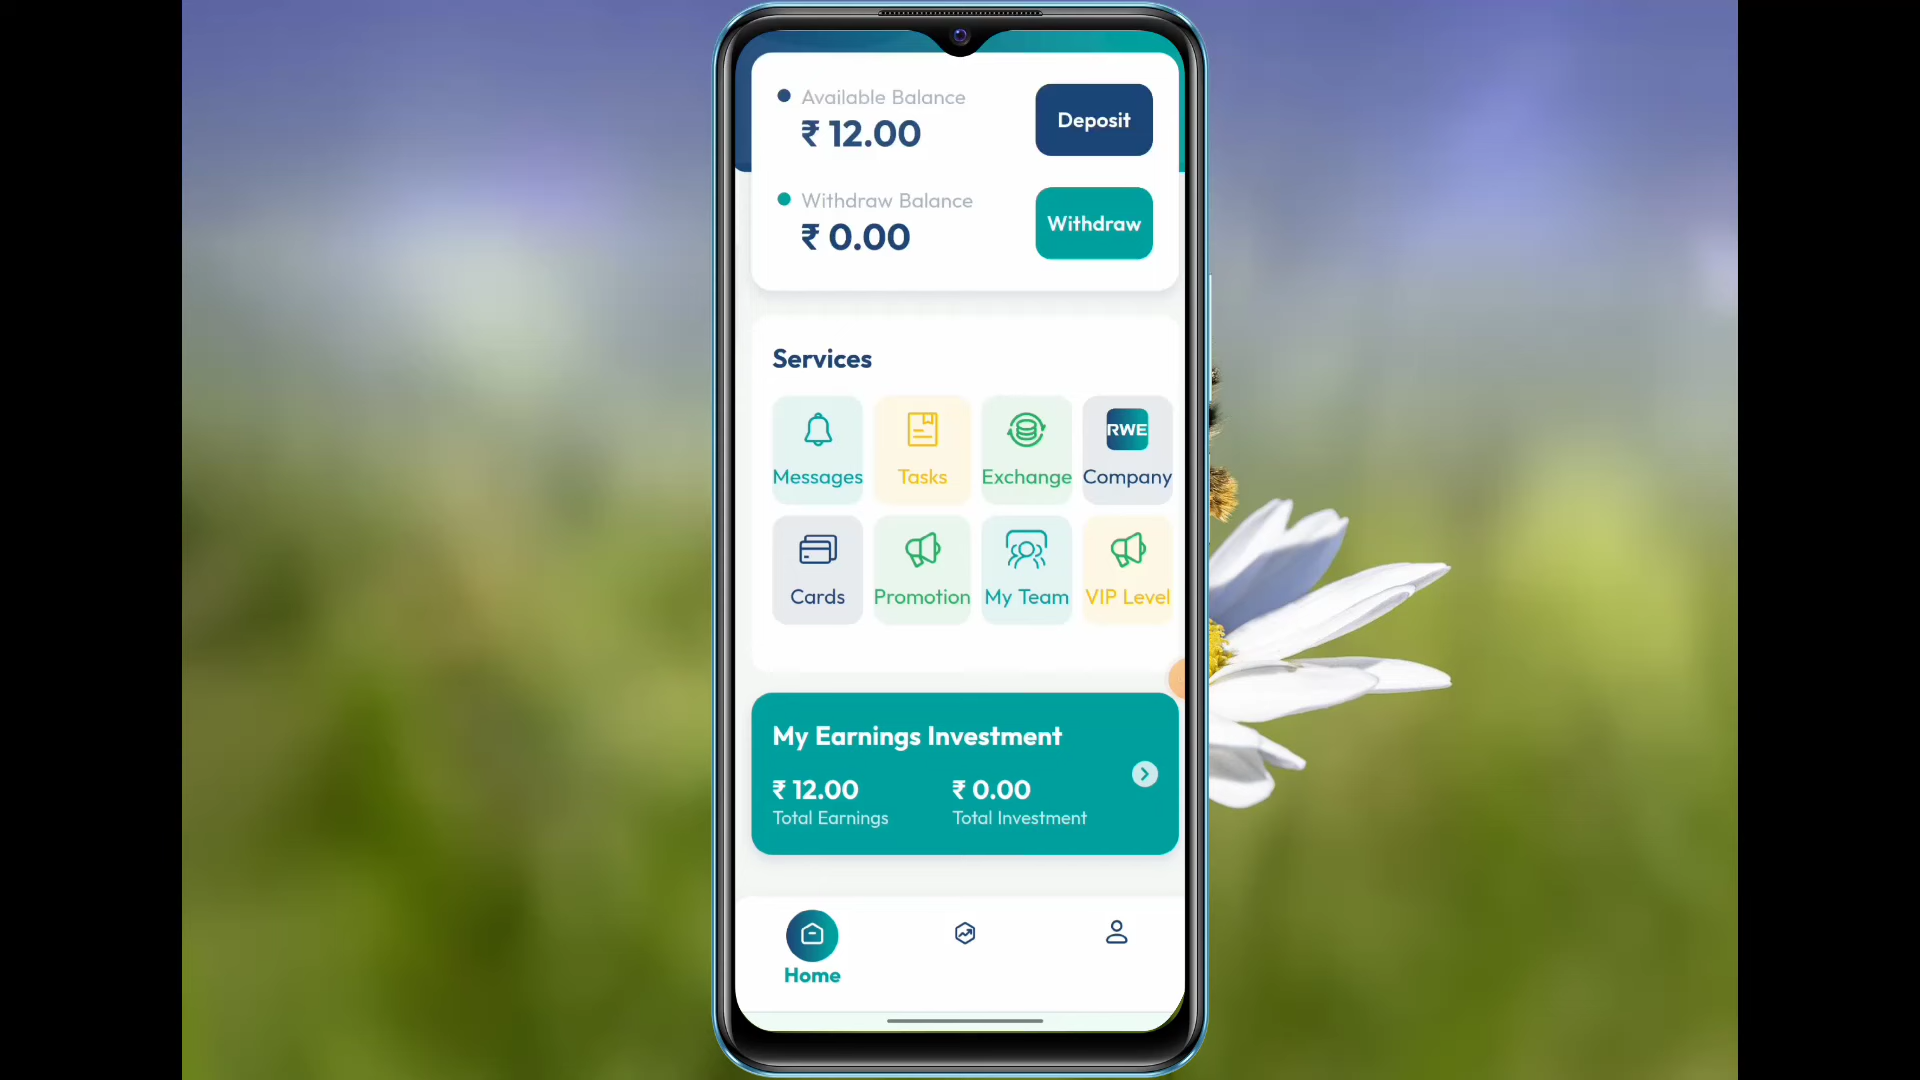 Available Balance
₹ 12.00
Deposit
Withdraw Balance
₹ 0.00
Withdraw
Services
Messages
Tasks
Exchange
RWE
Company
Cards
Promotion
My Team
VIP Level
My Earnings Investment
₹ 12.00
₹ 0.00
Total Earnings
Total Investment
Home